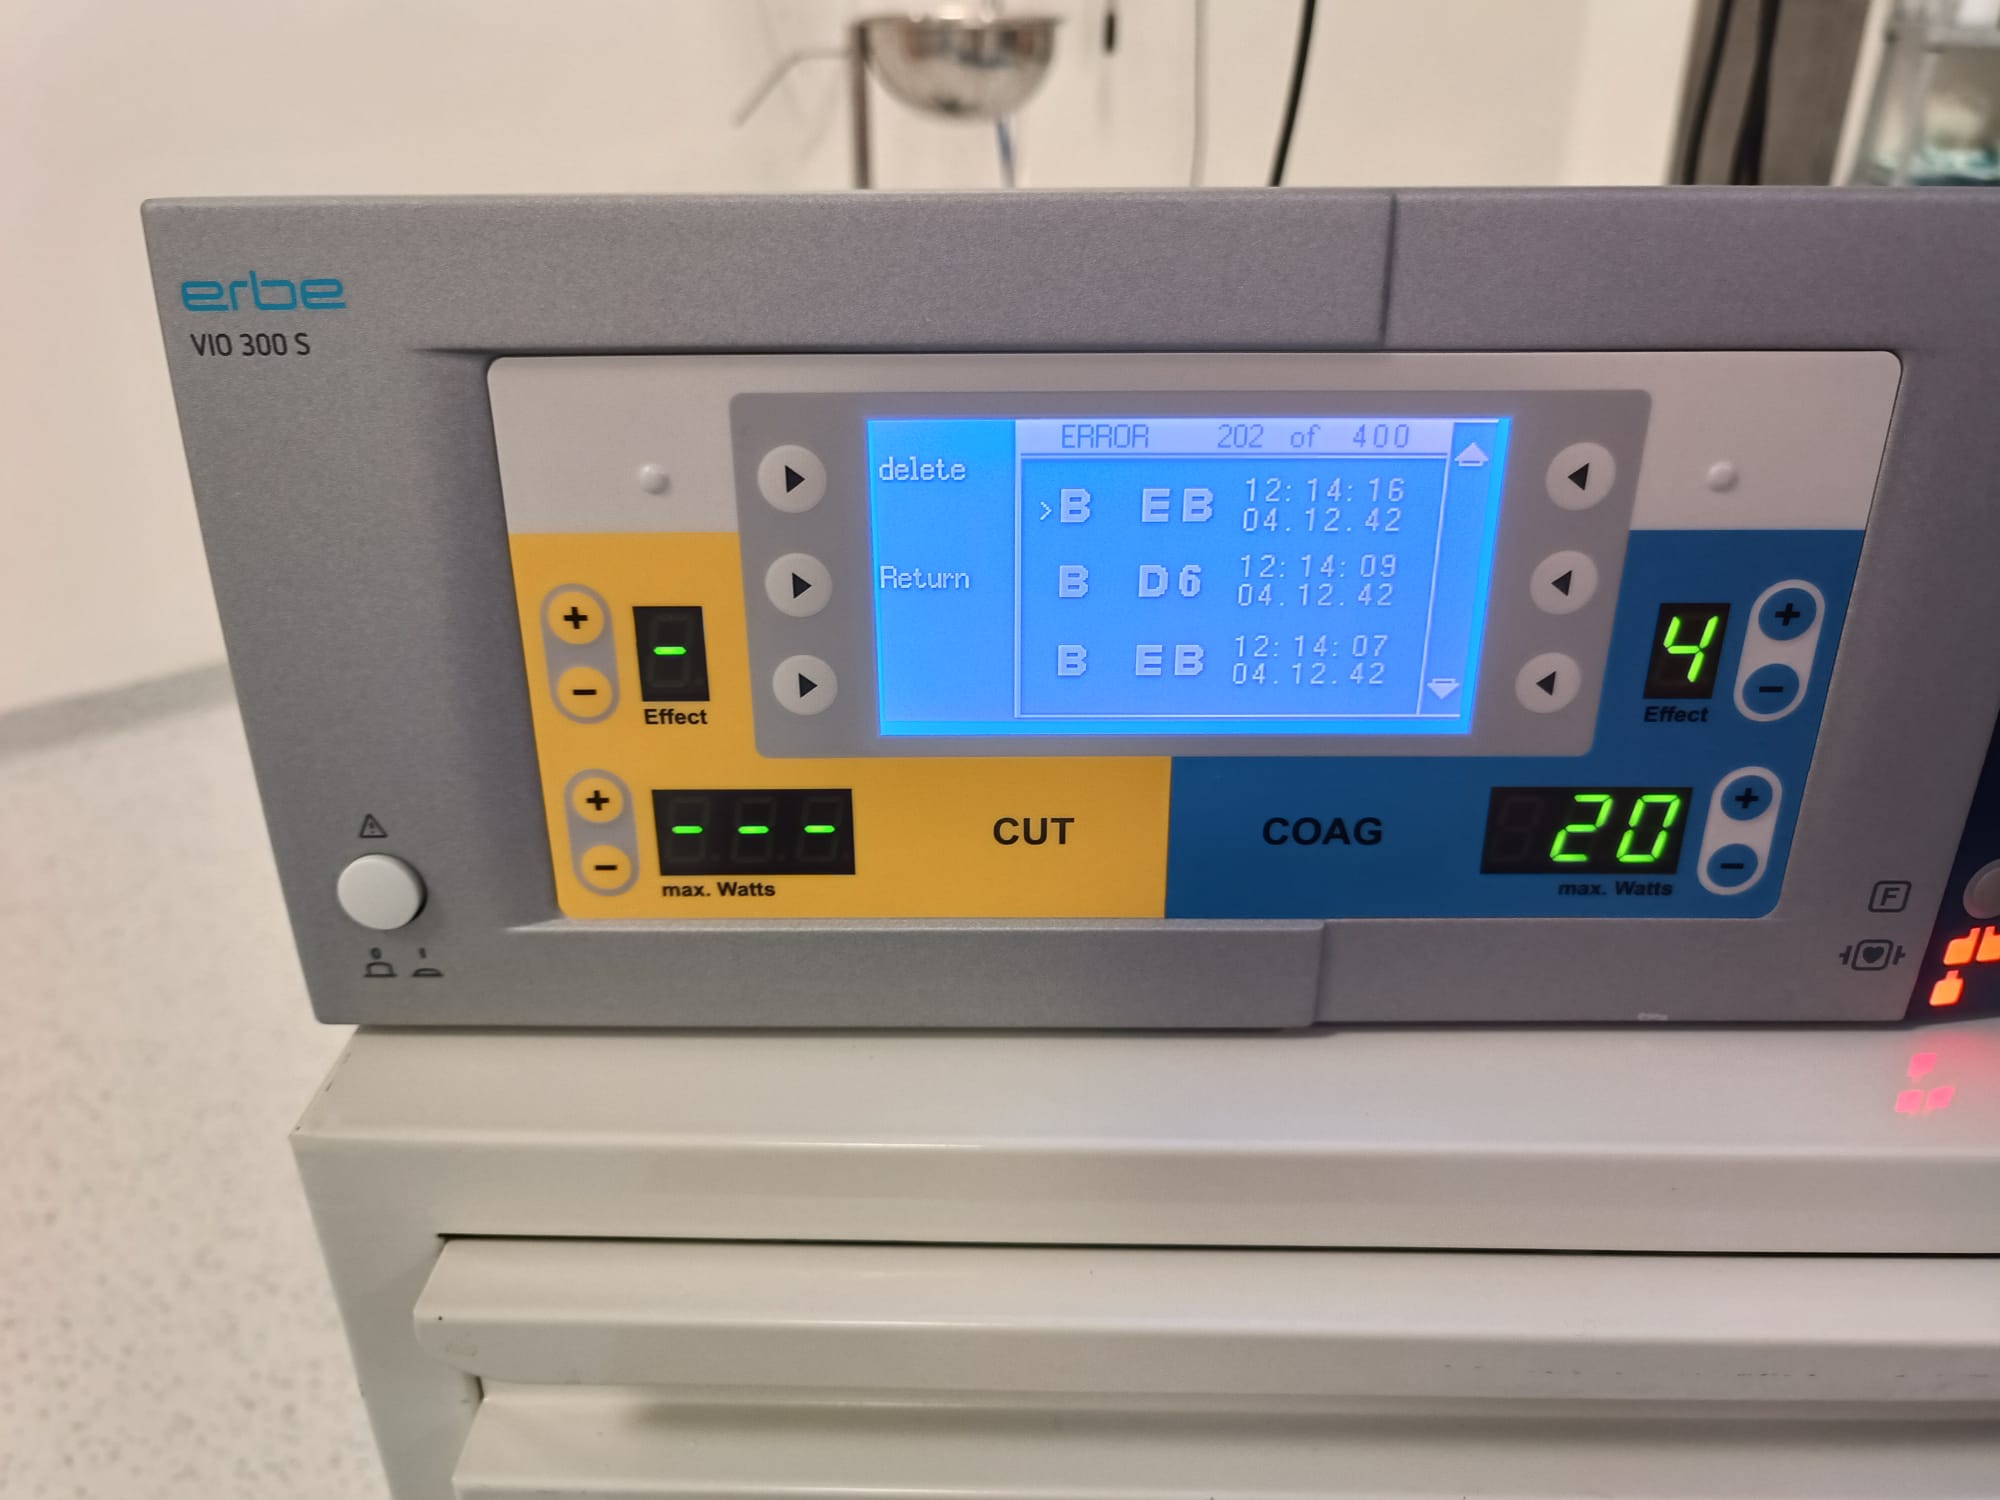 erbe
VIO 300 S
ERROR 202 of 400
delete
>B EB 12:14:16
04.12.42
Return
B D6 12:14:09
04.12.42
B EB 12:14:07
04.12.42
+
-
-
Effect
4
Effect
+
-
+
-
- - -
max. Watts
CUT
COAG
20
max. Watts
+
-
F
0 I